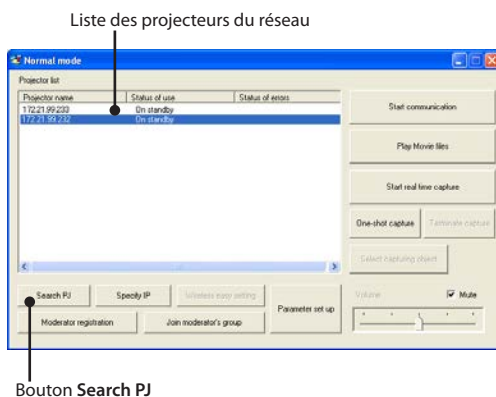 Liste des projecteurs du réseau
Normal mode
Projector list
Projector name Status of use Status of errors
172.21.99.233 On standby
172.21.99.232 On standby
Start communication
Play Movie files
Start real time capture
One-shot capture Terminate capture
Select capturing object
Search PJ Specify IP Wireless easy setting
Moderator registration Join moderator's group
Parameter set up
Volume Mute
Bouton Search PJ